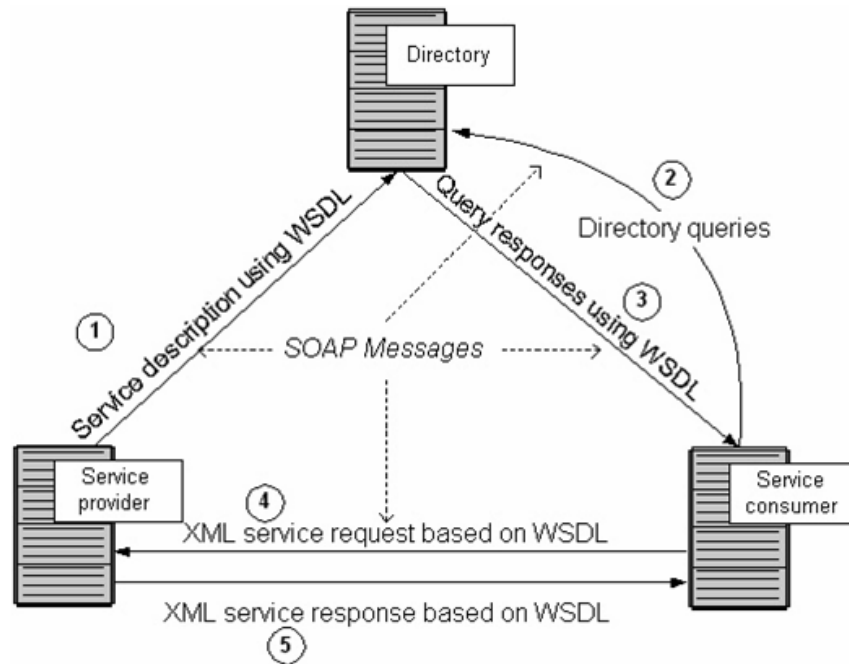 Directory
2
Directory queries
Query responses using WSDL
3
Service description using WSDL
1
SOAP Messages
Service
provider
Service
consumer
4
XML service request based on WSDL
XML service response based on WSDL
5